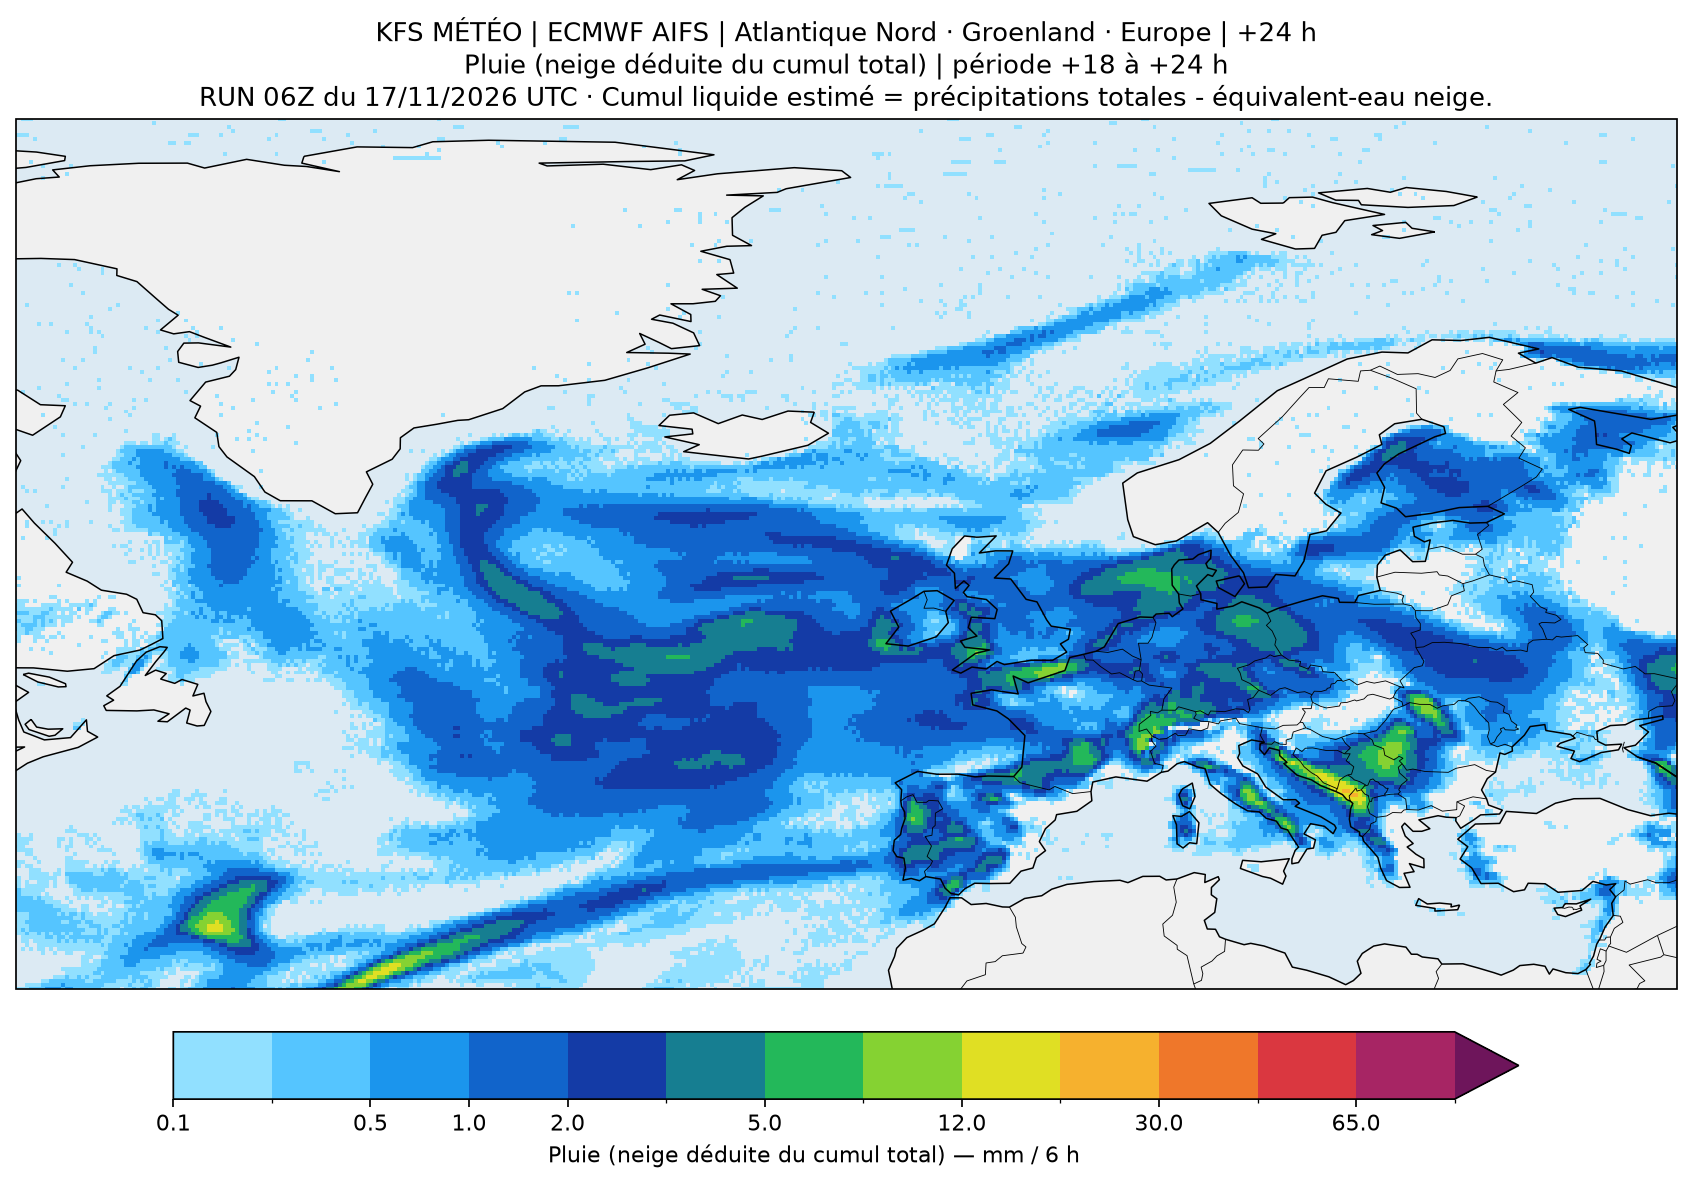 KFS MÉTÉO | ECMWF AIFS | Atlantique Nord · Groenland · Europe | +24 h
Pluie (neige déduite du cumul total) | période +18 à +24 h
RUN 06Z du 17/11/2026 UTC · Cumul liquide estimé = précipitations totales - équivalent-eau neige.
0.1 0.5 1.0 2.0 5.0 12.0 30.0 65.0
Pluie (neige déduite du cumul total) — mm / 6 h